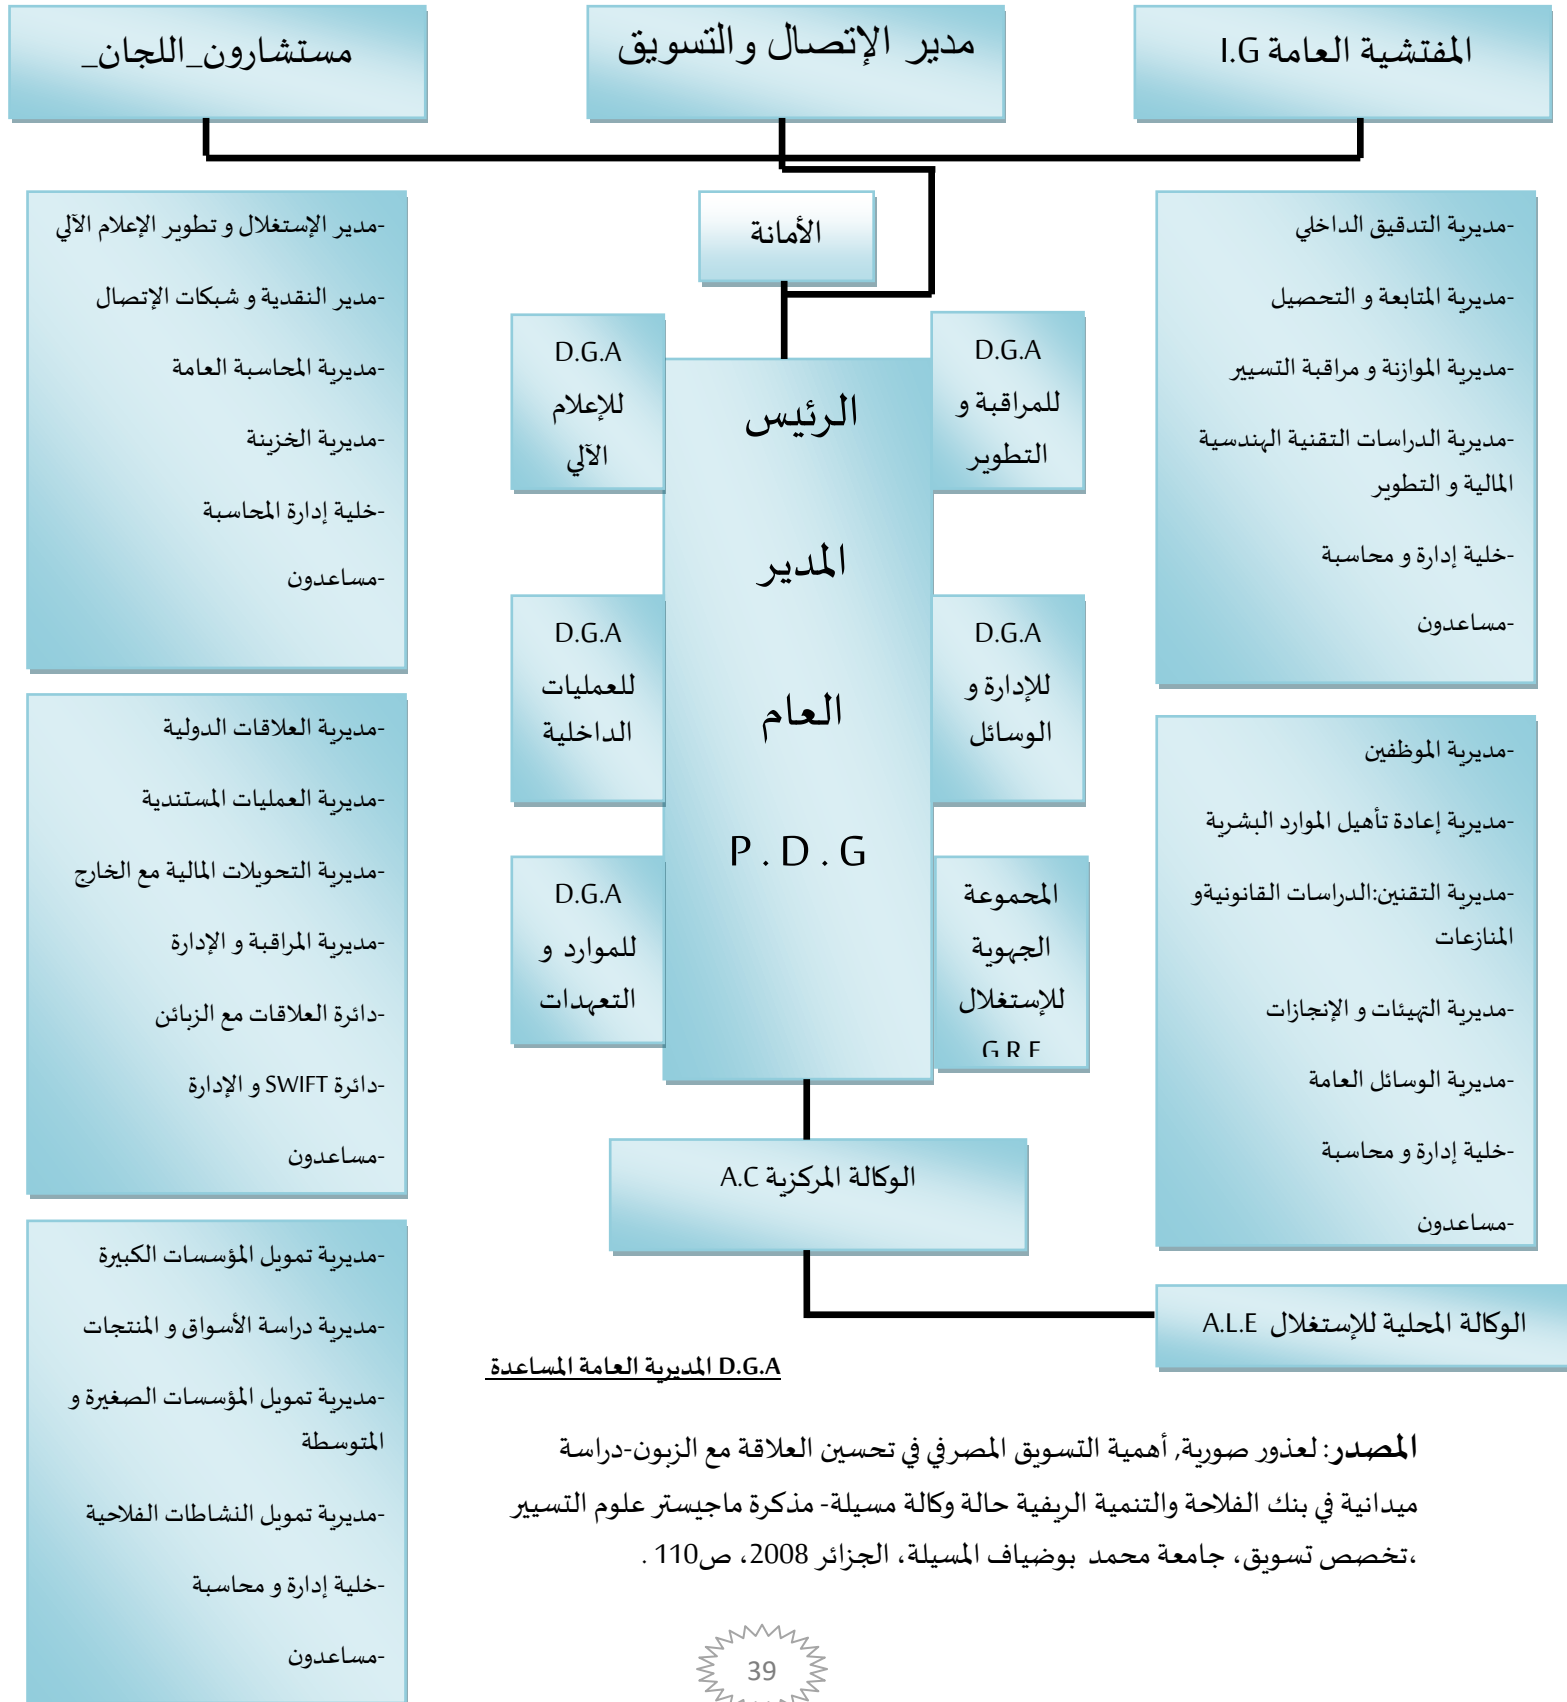 المفتشية العامة I.G
مدير الإتصال والتسويق
مستشارون_اللجان_
الأمانة
-مديرية التدقيق الداخلي
-مديرية المتابعة و التحصيل
-مديرية الموازنة و مراقبة التسيير
-مديرية الدراسات التقنية الهندسية
المالية و التطوير
-خلية إدارة و محاسبة
-مساعدون
D.G.A
للمراقبة و
التطوير
الرئيس
المدير
العام
P . D . G
D.G.A
للإعلام
الآلي
-مدير الإستغلال و تطوير الإعلام الآلي
-مدير النقدية و شبكات الإتصال
-مديرية المحاسبة العامة
-مديرية الخزينة
-خلية إدارة المحاسبة
-مساعدون
-مديرية الموظفين
-مديرية إعادة تأهيل الموارد البشرية
-مديرية التقنين:الدراسات القانونيةو
المنازعات
-مديرية التهيئات و الإنجازات
-مديرية الوسائل العامة
-خلية إدارة و محاسبة
-مساعدون
D.G.A
للإدارة و
الوسائل
D.G.A
للعمليات
الداخلية
-مديرية العلاقات الدولية
-مديرية العمليات المستندية
-مديرية التحويلات المالية مع الخارج
-مديرية المراقبة و الإدارة
-دائرة العلاقات مع الزبائن
-دائرة SWIFT و الإدارة
-مساعدون
المجموعة
الجهوية
للإستغلال
G R E
D.G.A
للموارد و
التعهدات
الوكالة المركزية A.C
الوكالة المحلية للإستغلال A.L.E
-مديرية تمويل المؤسسات الكبيرة
-مديرية دراسة الأسواق و المنتجات
-مديرية تمويل المؤسسات الصغيرة و
المتوسطة
-مديرية تمويل النشاطات الفلاحية
-خلية إدارة و محاسبة
-مساعدون
D.G.A المديرية العامة المساعدة
المصدر: لعذور صورية, أهمية التسويق المصرفي في تحسين العلاقة مع الزبون-دراسة
ميدانية في بنك الفلاحة والتنمية الريفية حالة وكالة مسيلة- مذكرة ماجيستر علوم التسيير
،تخصص تسويق، جامعة محمد بوضياف المسيلة، الجزائر 2008، ص110 .
39